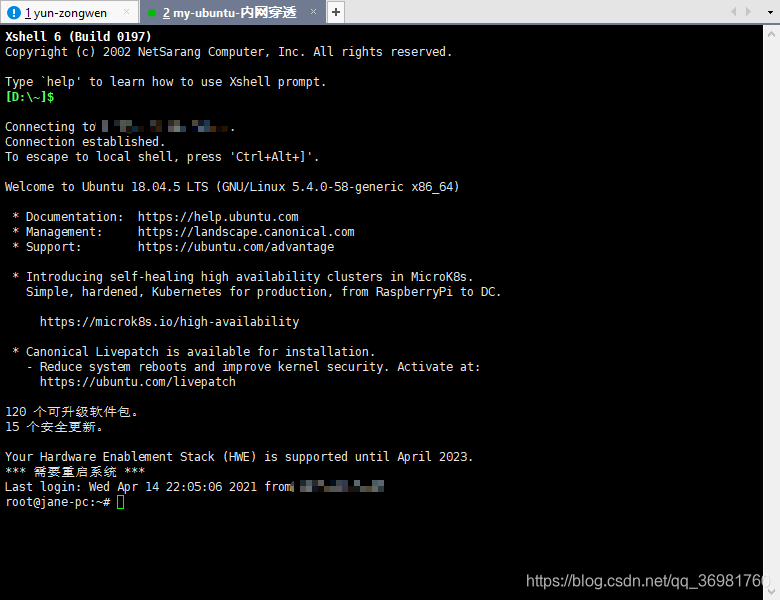 1 yun-zongwen
2 my-ubuntu-内网穿透
Xshell 6 (Build 0197)
Copyright (c) 2002 NetSarang Computer, Inc. All rights reserved.
Type `help' to learn how to use Xshell prompt.
[D:\~]$
Connecting to
Connection established.
To escape to local shell, press 'Ctrl+Alt+]'.
Welcome to Ubuntu 18.04.5 LTS (GNU/Linux 5.4.0-58-generic x86_64)
* Documentation:  https://help.ubuntu.com
* Management:     https://landscape.canonical.com
* Support:        https://ubuntu.com/advantage
* Introducing self-healing high availability clusters in MicroK8s.
Simple, hardened, Kubernetes for production, from RaspberryPi to DC.
https://microk8s.io/high-availability
* Canonical Livepatch is available for installation.
- Reduce system reboots and improve kernel security. Activate at:
https://ubuntu.com/livepatch
120 个可升级软件包。
15 个安全更新。
Your Hardware Enablement Stack (HWE) is supported until April 2023.
*** 需要重启系统 ***
Last login: Wed Apr 14 22:05:06 2021 from
root@jane-pc:~#
https://blog.csdn.net/qq_36981760